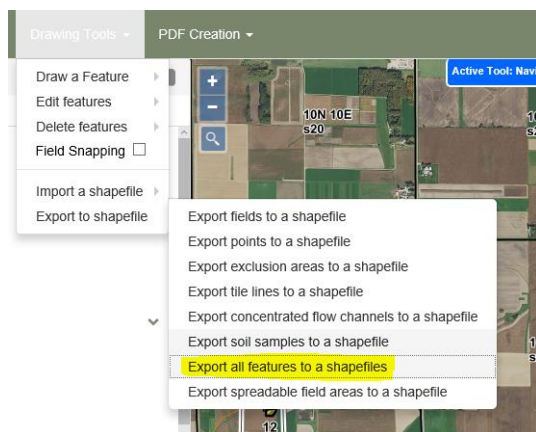 Drawing Tools
PDF Creation
Draw a Feature
Edit features
Delete features
Field Snapping
Import a shapefile
Export to shapefile
Export fields to a shapefile
Export points to a shapefile
Export exclusion areas to a shapefile
Export tile lines to a shapefile
Export concentrated flow channels to a shapefile
Export soil samples to a shapefile
Export all features to a shapefiles
Export spreadable field areas to a shapefile
Active Tool: Navi
10N 10E
s20
12